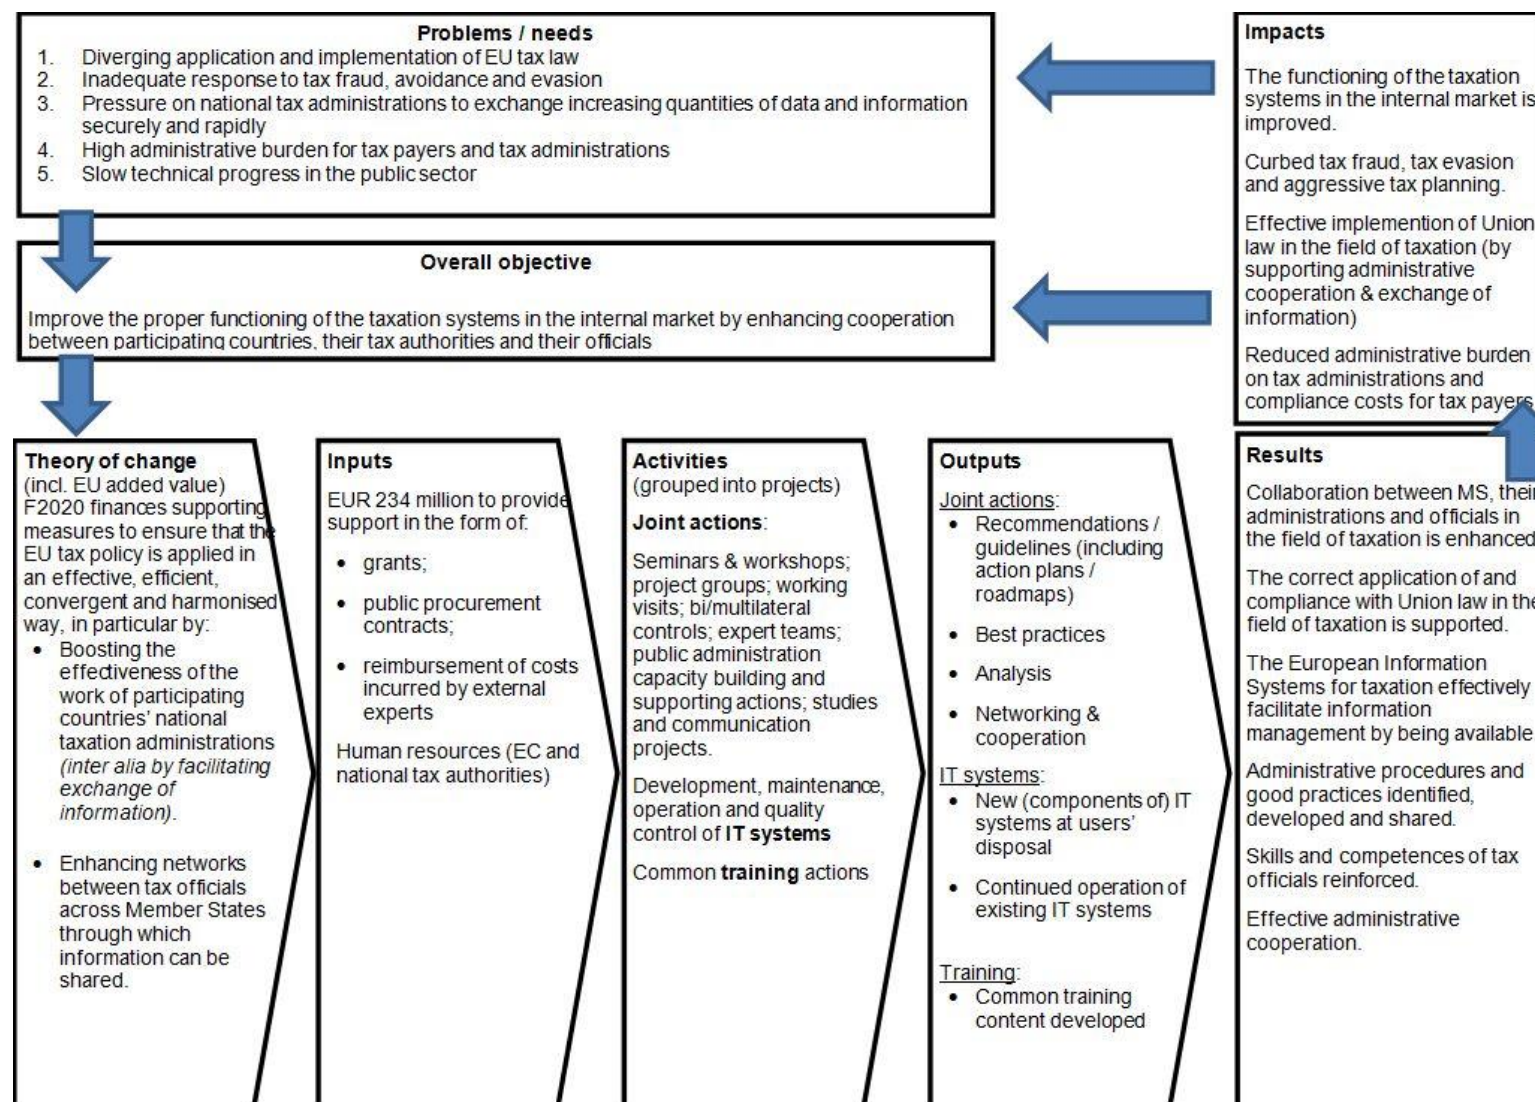 Problems / needs
1. Diverging application and implementation of EU tax law
2. Inadequate response to tax fraud, avoidance and evasion
3. Pressure on national tax administrations to exchange increasing quantities of data and information
securely and rapidly
4. High administrative burden for tax payers and tax administrations
5. Slow technical progress in the public sector
Overall objective
Improve the proper functioning of the taxation systems in the internal market by enhancing cooperation
between participating countries, their tax authorities and their officials
Theory of change
(incl. EU added value)
F2020 finances supporting
measures to ensure that the
EU tax policy is applied in
an effective, efficient,
convergent and harmonised
way, in particular by:
• Boosting the
effectiveness of the
work of participating
countries' national
taxation administrations
(inter alia by facilitating
exchange of
information).
• Enhancing networks
between tax officials
across Member States
through which
information can be
shared.
Inputs
EUR 234 million to provide
support in the form of:
• grants;
• public procurement
contracts;
• reimbursement of costs
incurred by external
experts
Human resources (EC and
national tax authorities)
Activities
(grouped into projects)
Joint actions:
Seminars & workshops;
project groups; working
visits; bi/multilateral
controls; expert teams;
public administration
capacity building and
supporting actions; studies
and communication
projects.
Development, maintenance,
operation and quality
control of IT systems
Common training actions
Outputs
Joint actions:
• Recommendations /
guidelines (including
action plans /
roadmaps)
• Best practices
• Analysis
• Networking &
cooperation
IT systems:
• New (components of) IT
systems at users'
disposal
• Continued operation of
existing IT systems
Training:
• Common training
content developed
Results
Collaboration between MS, their
administrations and officials in
the field of taxation is enhanced
The correct application of and
compliance with Union law in the
field of taxation is supported.
The European Information
Systems for taxation effectively
facilitate information
management by being available
Administrative procedures and
good practices identified,
developed and shared.
Skills and competences of tax
officials reinforced.
Effective administrative
cooperation.
Impacts
The functioning of the taxation
systems in the internal market is
improved.
Curbed tax fraud, tax evasion
and aggressive tax planning.
Effective implemention of Union
law in the field of taxation (by
supporting administrative
cooperation & exchange of
information)
Reduced administrative burden
on tax administrations and
compliance costs for tax payers